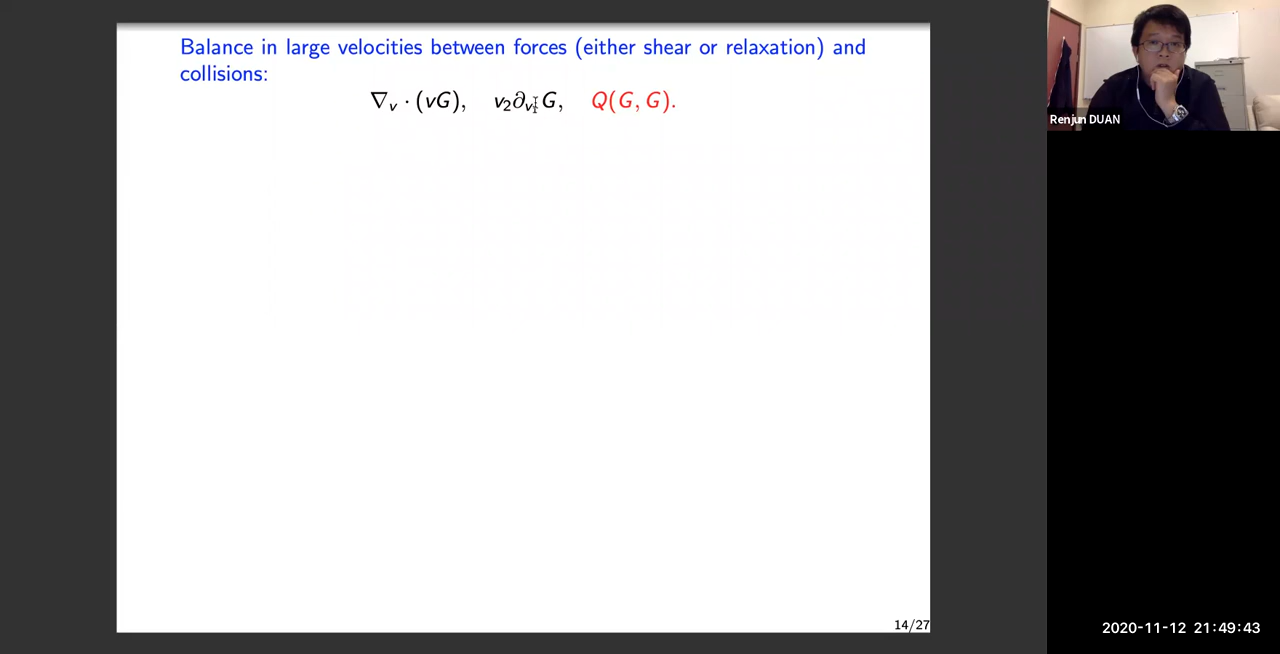 Balance in large velocities between forces (either shear or relaxation) and
collisions:
∇ᵥ · (vG), v₂∂ᵥ₁G, Q(G, G).
14/27
Renjun DUAN
2020-11-12 21:49:43